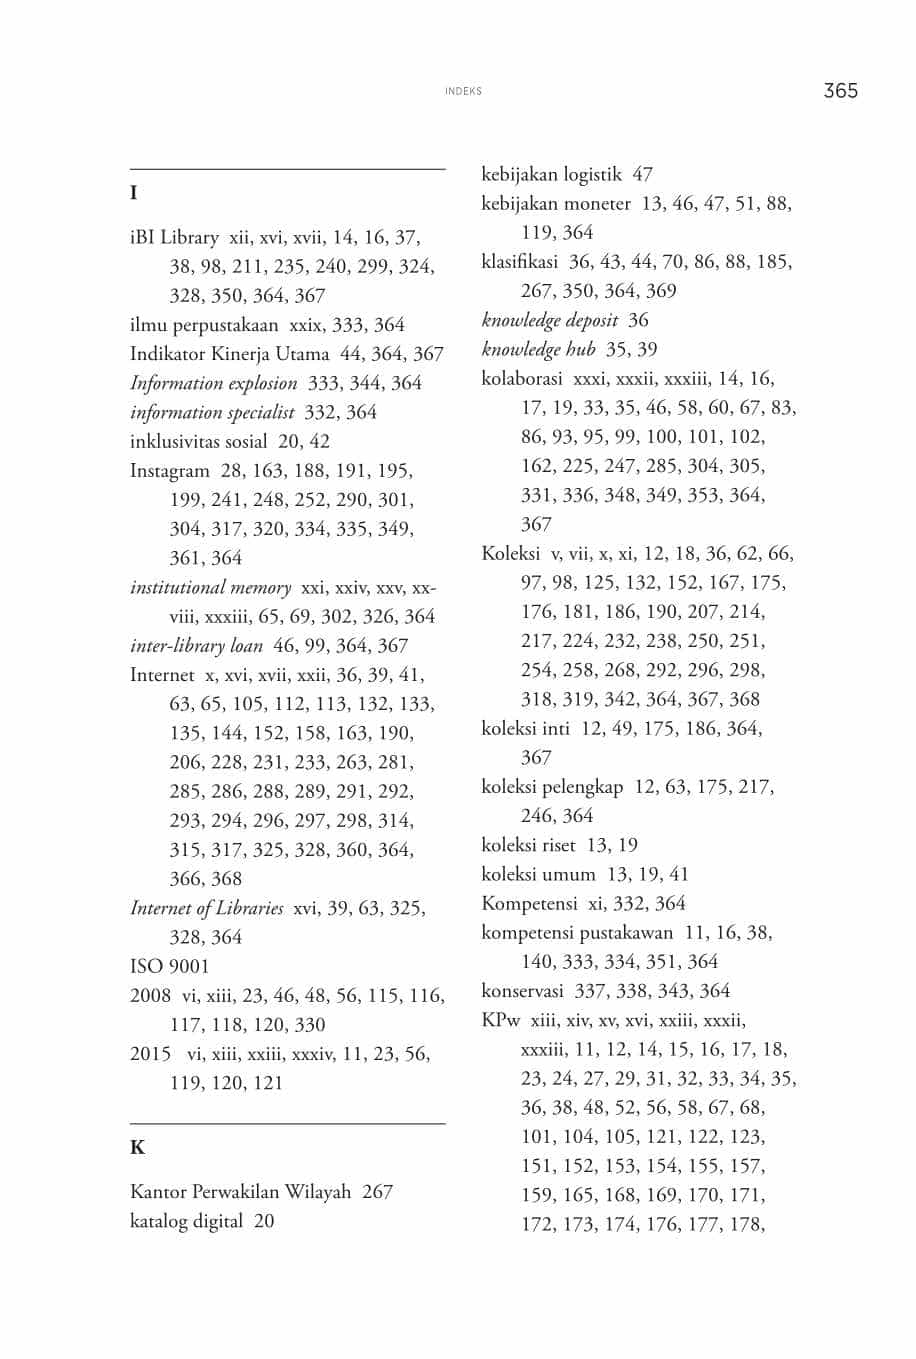 INDEKS
365
I
iBI Library xii, xvi, xvii, 14, 16, 37,
38, 98, 211, 235, 240, 299, 324,
328, 350, 364, 367
ilmu perpustakaan xxix, 333, 364
Indikator Kinerja Utama 44, 364, 367
Information explosion 333, 344, 364
information specialist 332, 364
inklusivitas sosial 20, 42
Instagram 28, 163, 188, 191, 195,
199, 241, 248, 252, 290, 301,
304, 317, 320, 334, 335, 349,
361, 364
institutional memory xxi, xxiv, xxv, xx-
viii, xxxiii, 65, 69, 302, 326, 364
inter-library loan 46, 99, 364, 367
Internet x, xvi, xvii, xxii, 36, 39, 41,
63, 65, 105, 112, 113, 132, 133,
135, 144, 152, 158, 163, 190,
206, 228, 231, 233, 263, 281,
285, 286, 288, 289, 291, 292,
293, 294, 296, 297, 298, 314,
315, 317, 325, 328, 360, 364,
366, 368
Internet of Libraries xvi, 39, 63, 325,
328, 364
ISO 9001
2008 vi, xiii, 23, 46, 48, 56, 115, 116,
117, 118, 120, 330
2015 vi, xiii, xxiii, xxxiv, 11, 23, 56,
119, 120, 121
K
Kantor Perwakilan Wilayah 267
katalog digital 20
kebijakan logistik 47
kebijakan moneter 13, 46, 47, 51, 88,
119, 364
klasifikasi 36, 43, 44, 70, 86, 88, 185,
267, 350, 364, 369
knowledge deposit 36
knowledge hub 35, 39
kolaborasi xxxi, xxxii, xxxiii, 14, 16,
17, 19, 33, 35, 46, 58, 60, 67, 83,
86, 93, 95, 99, 100, 101, 102,
162, 225, 247, 285, 304, 305,
331, 336, 348, 349, 353, 364,
367
Koleksi v, vii, x, xi, 12, 18, 36, 62, 66,
97, 98, 125, 132, 152, 167, 175,
176, 181, 186, 190, 207, 214,
217, 224, 232, 238, 250, 251,
254, 258, 268, 292, 296, 298,
318, 319, 342, 364, 367, 368
koleksi inti 12, 49, 175, 186, 364,
367
koleksi pelengkap 12, 63, 175, 217,
246, 364
koleksi riset 13, 19
koleksi umum 13, 19, 41
Kompetensi xi, 332, 364
kompetensi pustakawan 11, 16, 38,
140, 333, 334, 351, 364
konservasi 337, 338, 343, 364
KPw xiii, xiv, xv, xvi, xxiii, xxxii,
xxxiii, 11, 12, 14, 15, 16, 17, 18,
23, 24, 27, 29, 31, 32, 33, 34, 35,
36, 38, 48, 52, 56, 58, 67, 68,
101, 104, 105, 121, 122, 123,
151, 152, 153, 154, 155, 157,
159, 165, 168, 169, 170, 171,
172, 173, 174, 176, 177, 178,